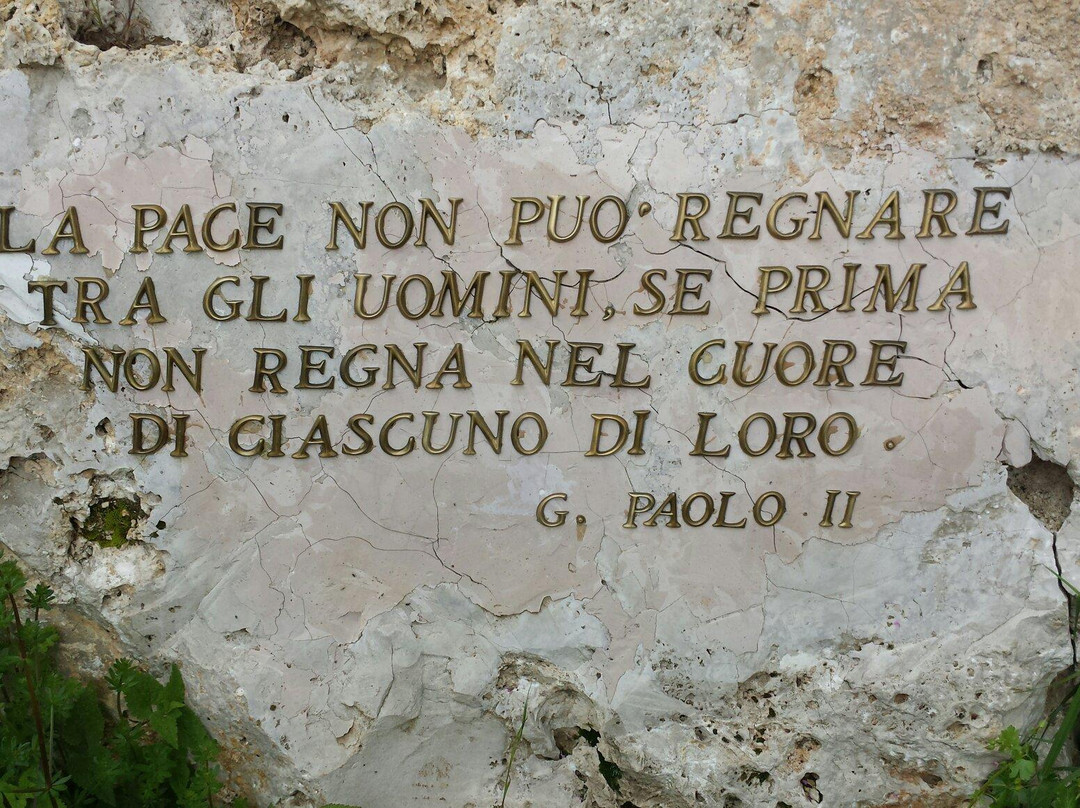 LA PACE NON PUO' REGNARE
TRA GLI UOMINI, SE PRIMA
NON REGNA NEL CUORE
DI CIASCUNO DI LORO.
G. PAOLO II